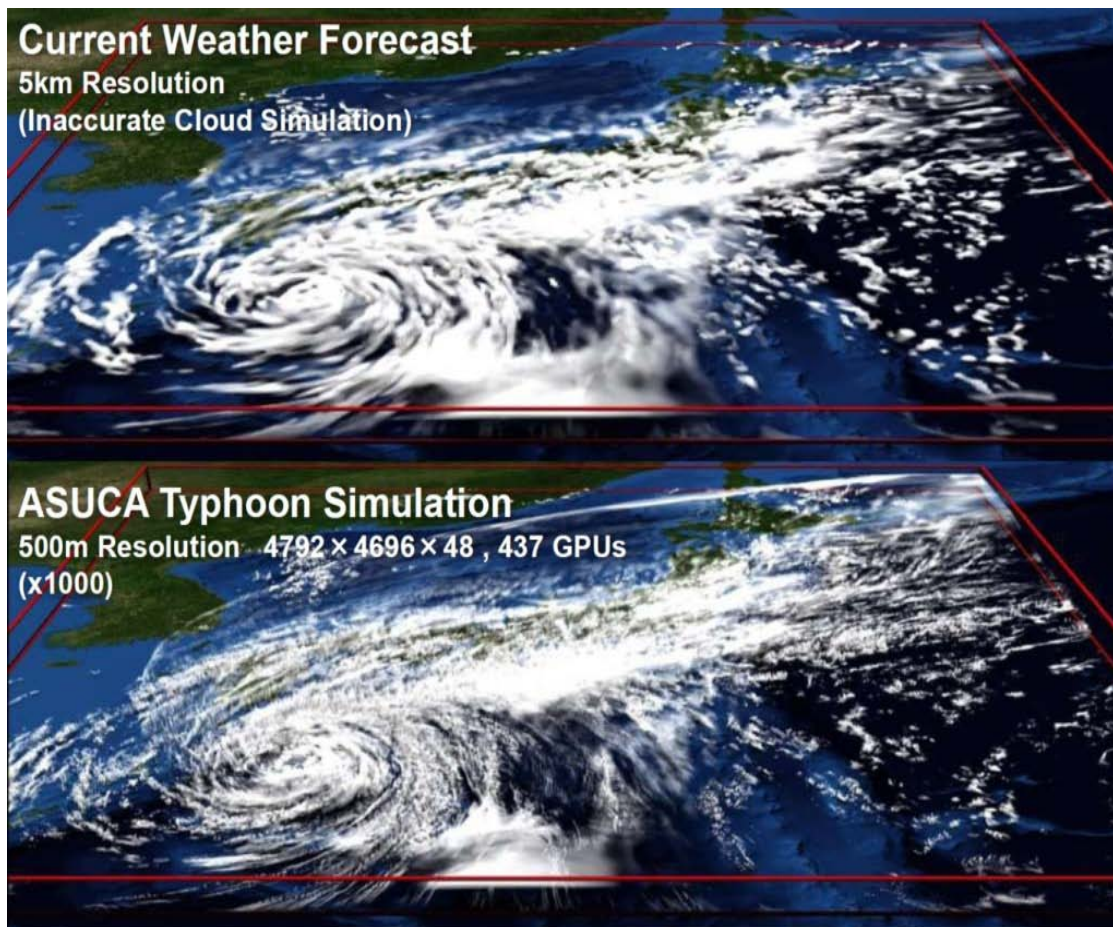 Current Weather Forecast
5km Resolution
(Inaccurate Cloud Simulation)
ASUCA Typhoon Simulation
500m Resolution 4792×4696×48 , 437 GPUs
(x1000)